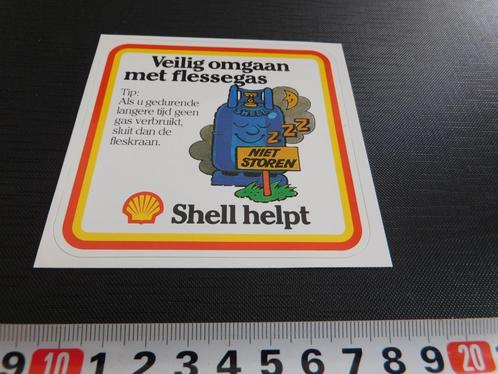 Veilig omgaan
met flessegas
Tip:
Als u gedurende
langere tijd geen
gas verbruikt,
sluit dan de
fleskraan.
SHELL
ZZZ
NIET
STOREN
Shell helpt
9 10 1 2 3 4 5 6 7 8 9 20